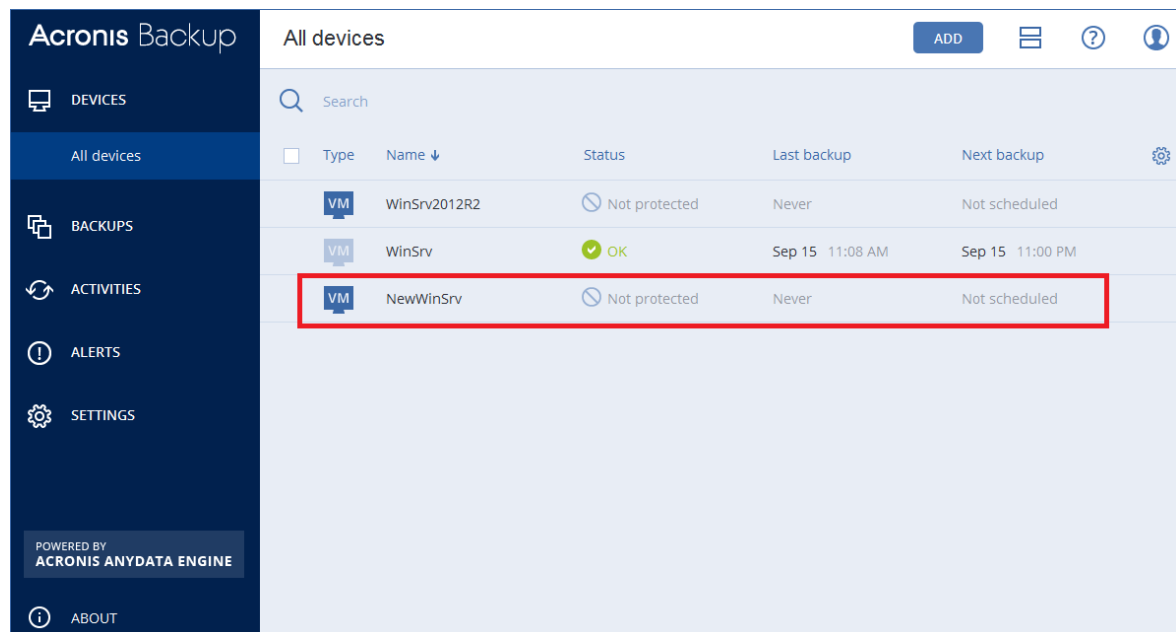 Acronis Backup
All devices
ADD
DEVICES
All devices
BACKUPS
ACTIVITIES
ALERTS
SETTINGS
POWERED BY
ACRONIS ANYDATA ENGINE
ABOUT
Search
Type Name Status Last backup Next backup
VM WinSrv2012R2 Not protected Never Not scheduled
VM WinSrv OK Sep 15 11:08 AM Sep 15 11:00 PM
VM NewWinSrv Not protected Never Not scheduled